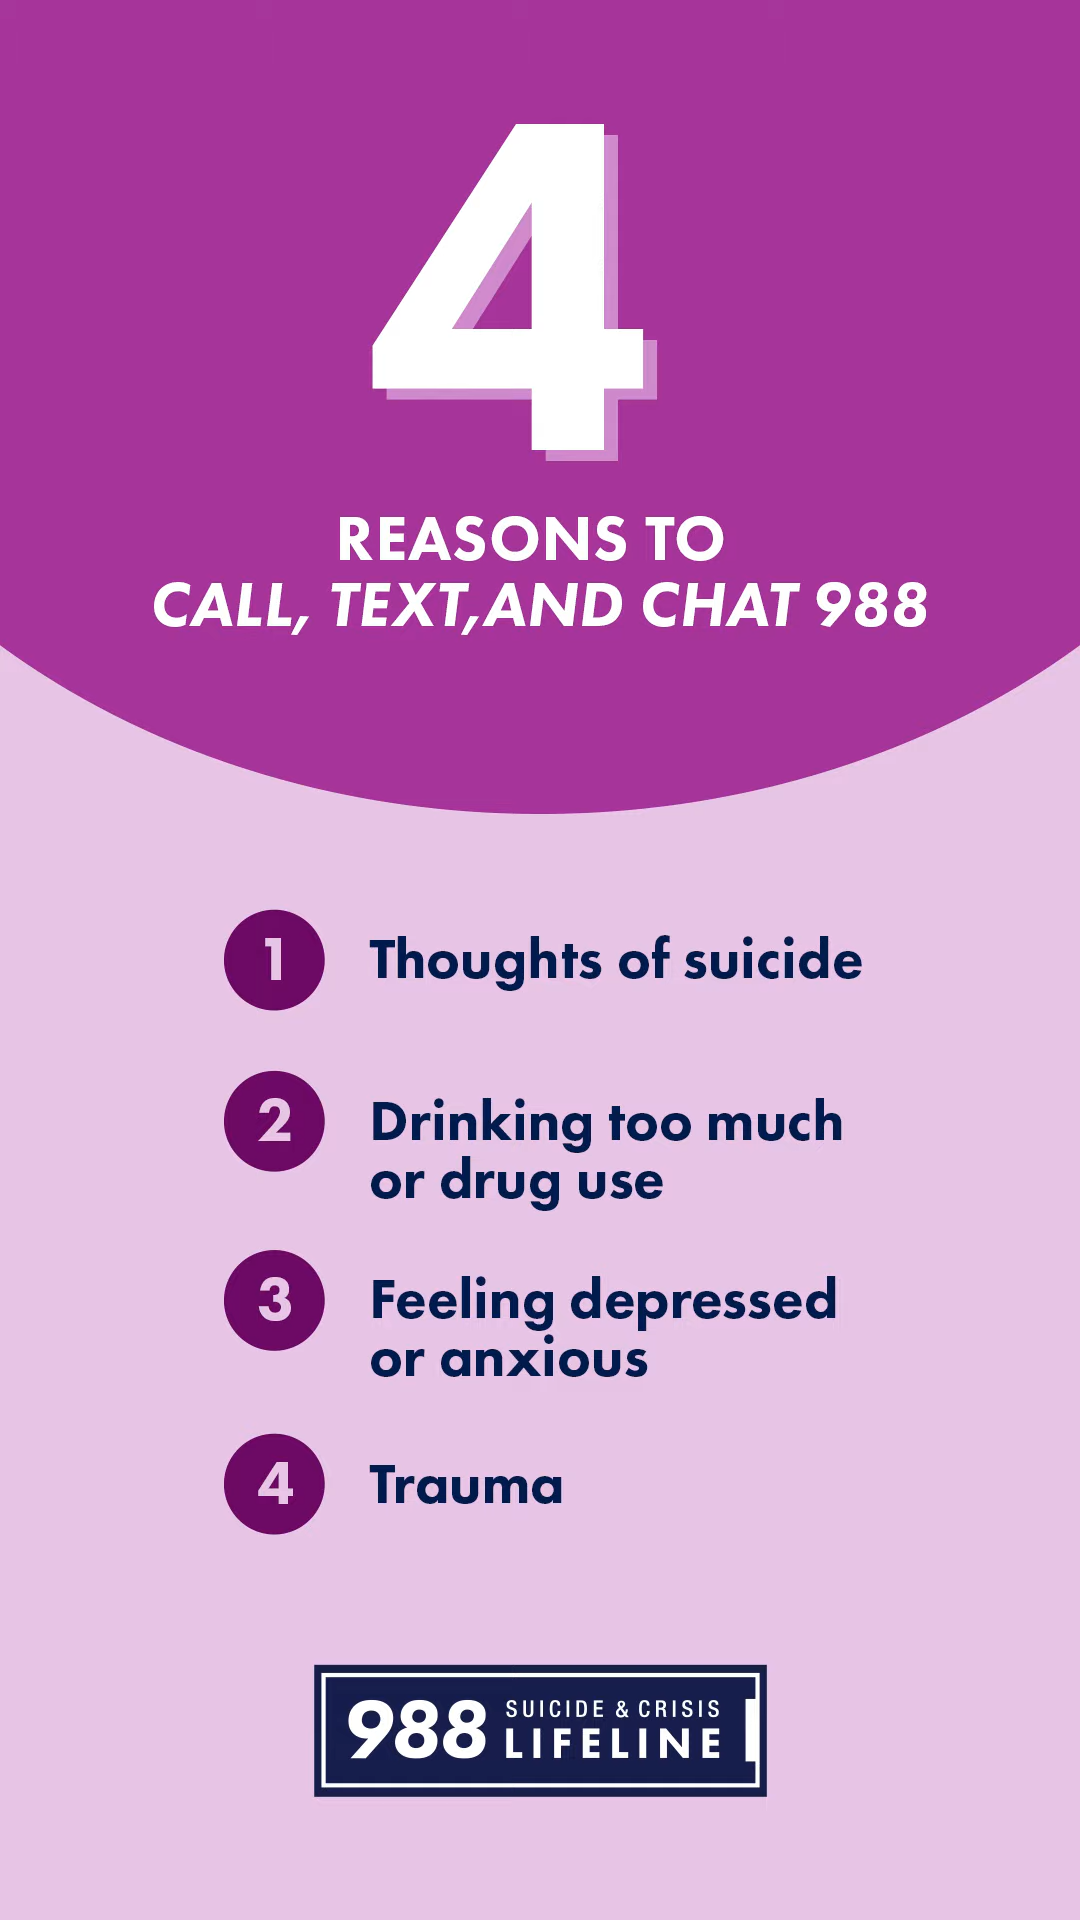 4
REASONS TO
CALL, TEXT,AND CHAT 988
1 Thoughts of suicide
2 Drinking too much
or drug use
3 Feeling depressed
or anxious
4 Trauma
988 SUICIDE & CRISIS
LIFELINE